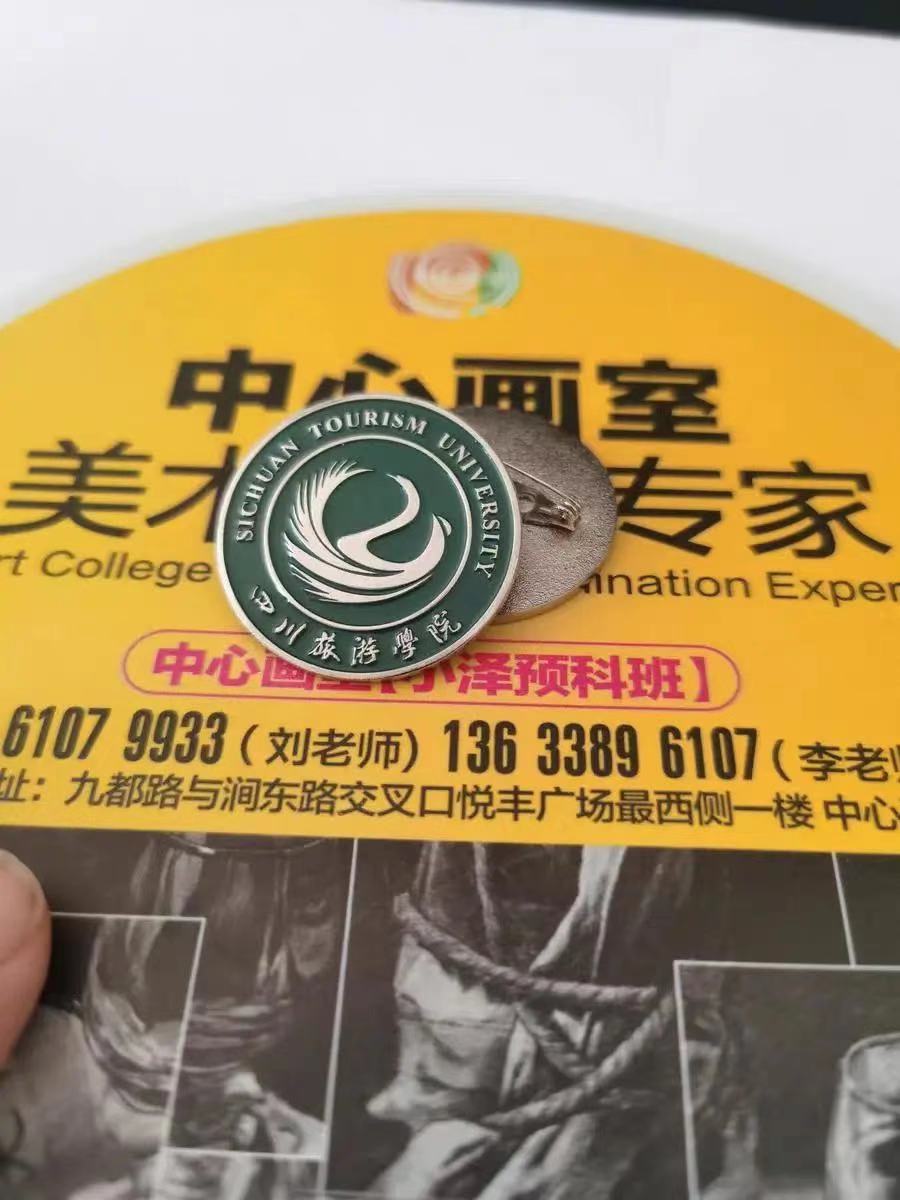 中心画室
美术 专家
rt College mination Exper
SICHUAN TOURISM UNIVERSITY
四川旅游學院
中心画室【小泽预科班】
6107 9933（刘老师）136 3389 6107（李老师
址：九都路与涧东路交叉口悦丰广场最西侧一楼 中心